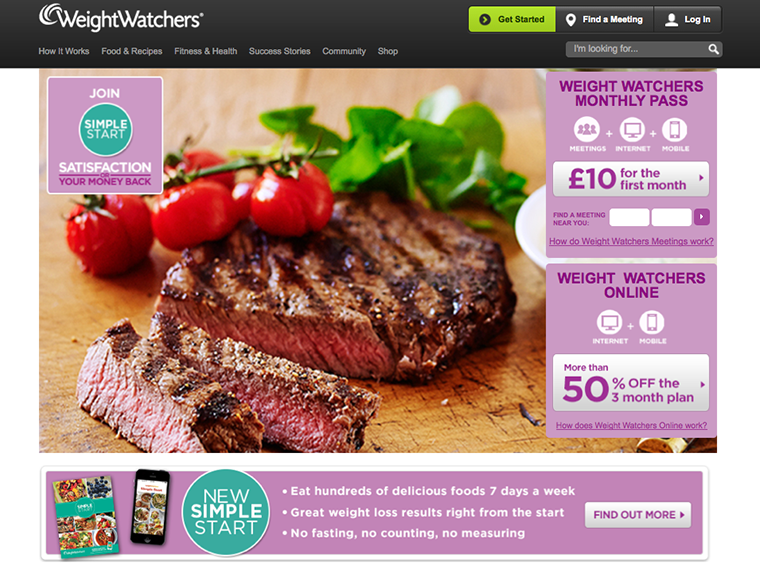 WeightWatchers®
Get Started
Find a Meeting
Log In
How It Works
Food & Recipes
Fitness & Health
Success Stories
Community
Shop
I'm looking for...
JOIN
SIMPLE
START
SATISFACTION
OR
YOUR MONEY BACK
WEIGHT WATCHERS
MONTHLY PASS
MEETINGS + INTERNET + MOBILE
£10 for the
first month
FIND A MEETING
NEAR YOU:
How do Weight Watchers Meetings work?
WEIGHT WATCHERS
ONLINE
INTERNET + MOBILE
More than
50% OFF the
3 month plan
How does Weight Watchers Online work?
SIMPLE
START
NEW
SIMPLE
START
• Eat hundreds of delicious foods 7 days a week
• Great weight loss results right from the start
• No fasting, no counting, no measuring
FIND OUT MORE